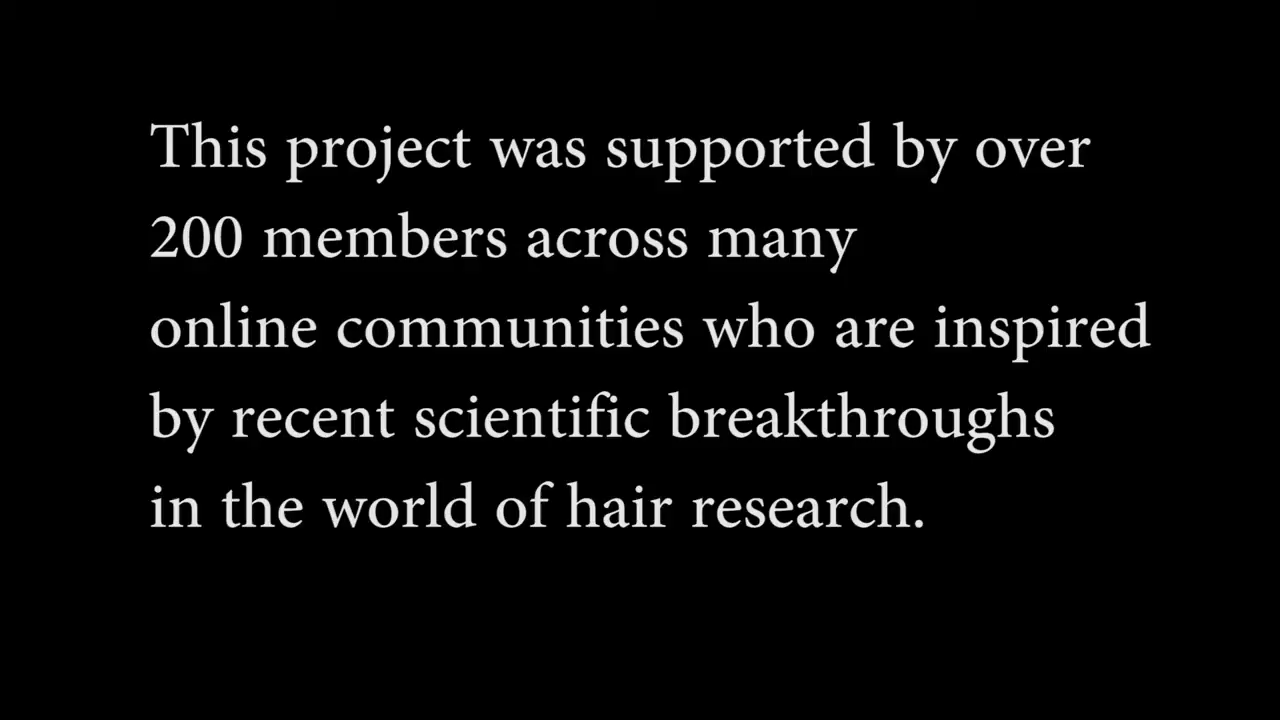 This project was supported by over
200 members across many
online communities who are inspired
by recent scientific breakthroughs
in the world of hair research.